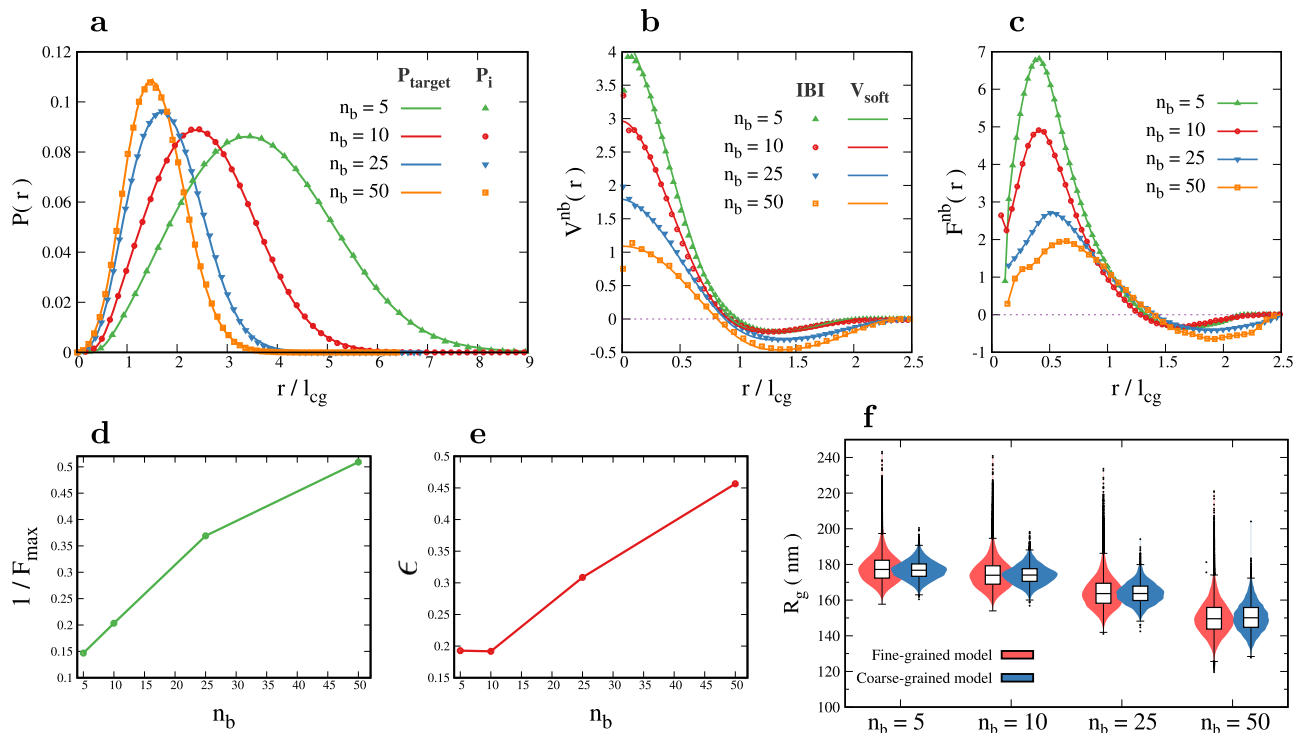 a
P( r )
0.12
0.1
0.08
0.06
0.04
0.02
0
0 1 2 3 4 5 6 7 8 9
r / l_cg
P_target P_i
n_b = 5
n_b = 10
n_b = 25
n_b = 50
b
V^nb( r )
4
3.5
3
2.5
2
1.5
1
0.5
0
-0.5
0 0.5 1 1.5 2 2.5
r / l_cg
IBI V_soft
n_b = 5
n_b = 10
n_b = 25
n_b = 50
c
F^nb( r )
7
6
5
4
3
2
1
0
-1
0 0.5 1 1.5 2 2.5
r / l_cg
n_b = 5
n_b = 10
n_b = 25
n_b = 50
d
1 / F_max
0.5
0.45
0.4
0.35
0.3
0.25
0.2
0.15
0.1
5 10 15 20 25 30 35 40 45 50
n_b
e
ϵ
0.5
0.45
0.4
0.35
0.3
0.25
0.2
0.15
0.1
5 10 15 20 25 30 35 40 45 50
n_b
f
R_g ( nm )
240
220
200
180
160
140
120
100
Fine-grained model
Coarse-grained model
n_b = 5 n_b = 10 n_b = 25 n_b = 50